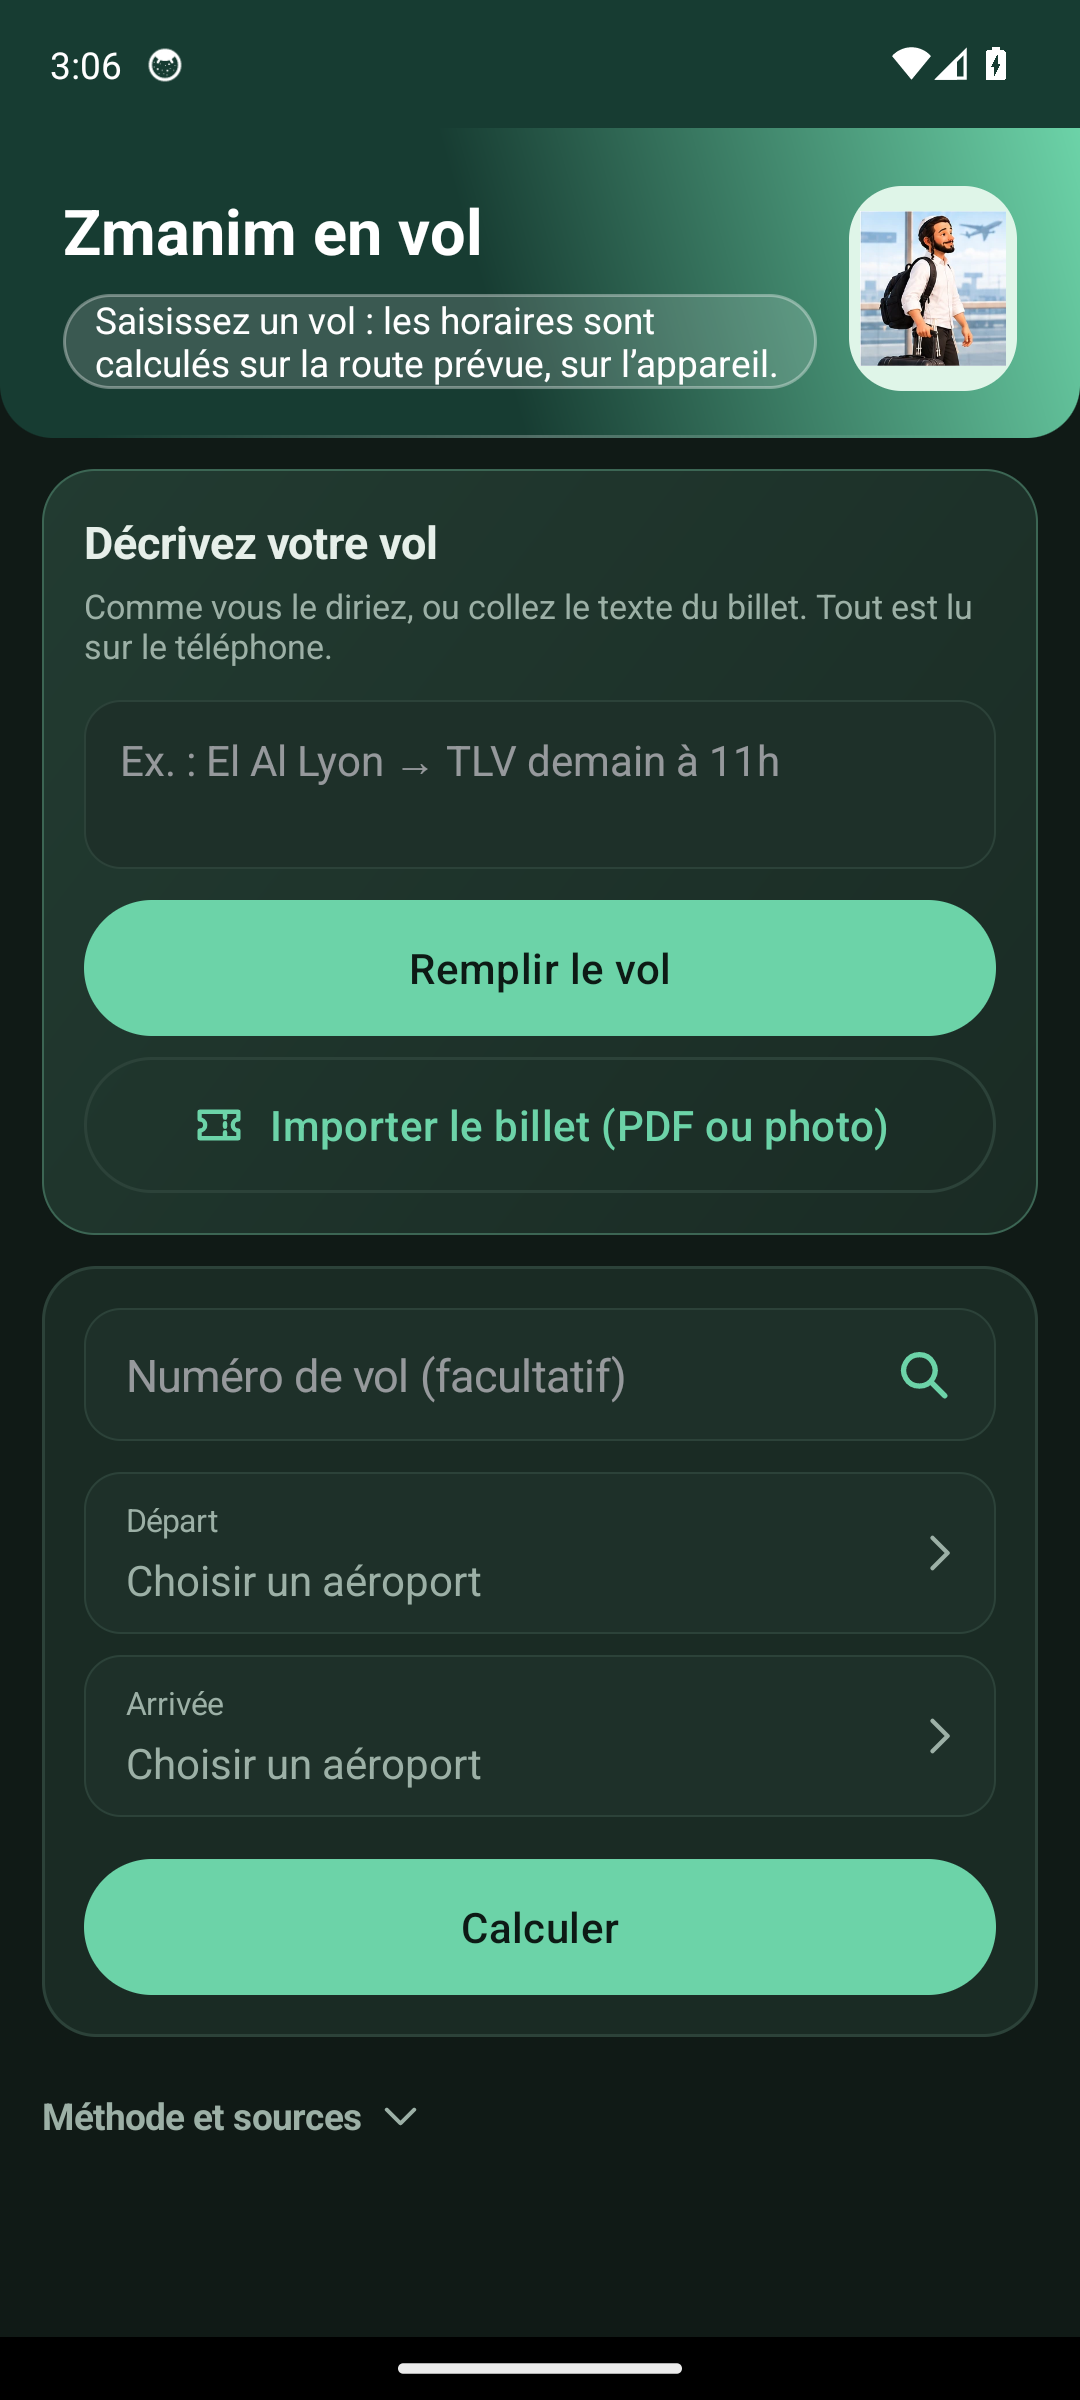 3:06
Zmanim en vol
Saisissez un vol : les horaires sont
calculés sur la route prévue, sur l’appareil.
Décrivez votre vol
Comme vous le diriez, ou collez le texte du billet. Tout est lu
sur le téléphone.
Ex. : El Al Lyon → TLV demain à 11h
Remplir le vol
Importer le billet (PDF ou photo)
Numéro de vol (facultatif)
Départ
Choisir un aéroport
Arrivée
Choisir un aéroport
Calculer
Méthode et sources